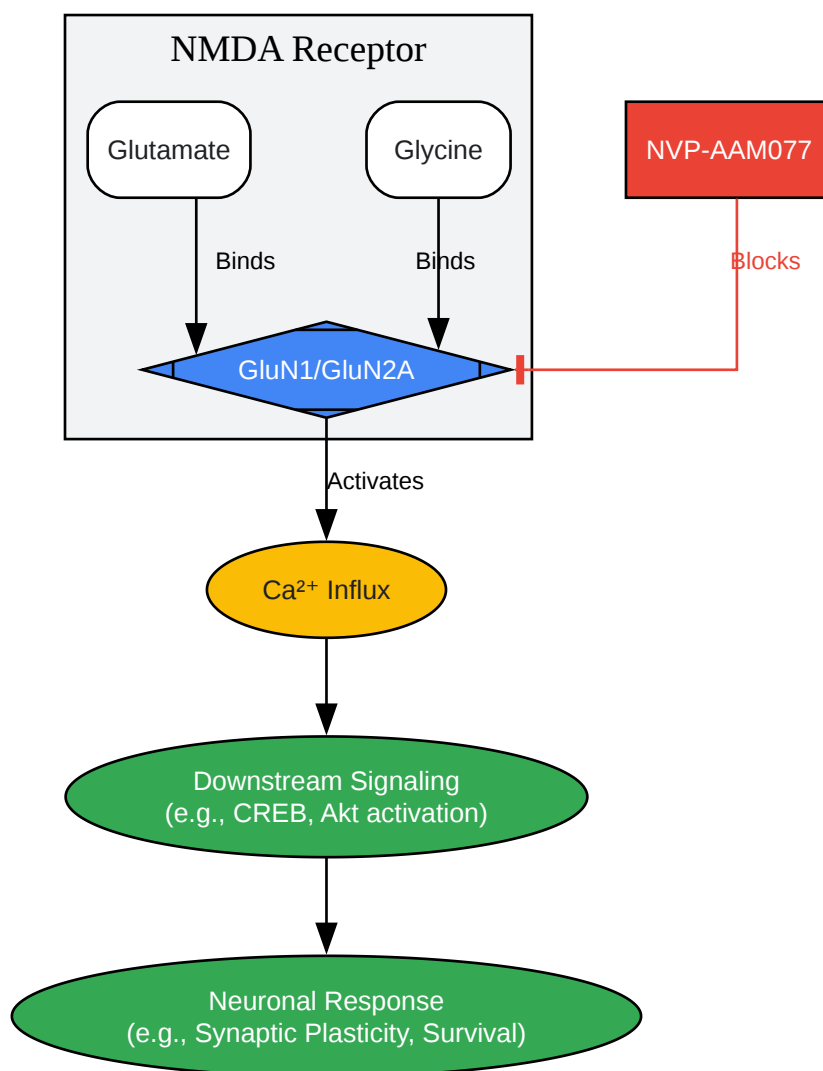 NMDA Receptor
Glutamate
Glycine
NVP-AAM077
Binds
Binds
Blocks
GluN1/GluN2A
Activates
Ca²⁺ Influx
Downstream Signaling
(e.g., CREB, Akt activation)
Neuronal Response
(e.g., Synaptic Plasticity, Survival)